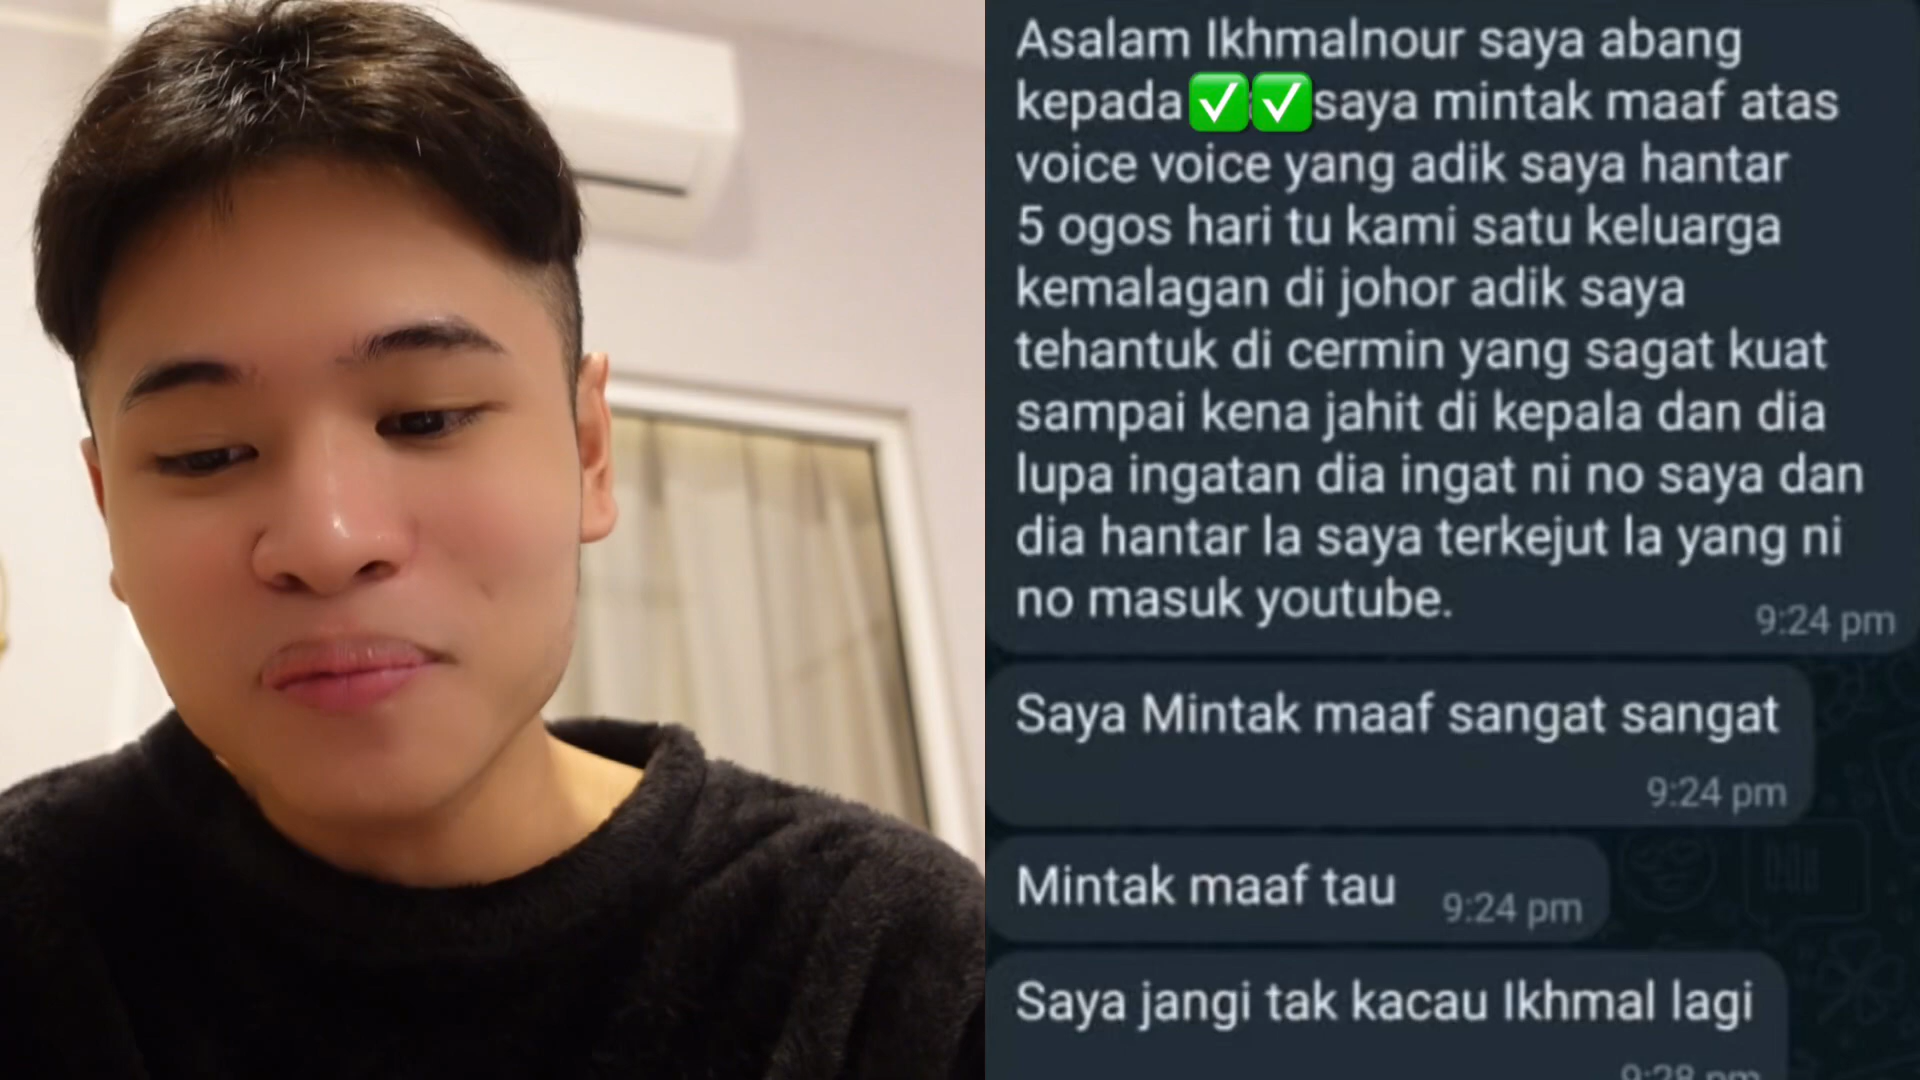 Asalam Ikhmalnour saya abang
kepada ✅✅saya mintak maaf atas
voice voice yang adik saya hantar
5 ogos hari tu kami satu keluarga
kemalagan di johor adik saya
tehantuk di cermin yang sagat kuat
sampai kena jahit di kepala dan dia
lupa ingatan dia ingat ni no saya dan
dia hantar la saya terkejut la yang ni
no masuk youtube.
9:24 pm
Saya Mintak maaf sangat sangat
9:24 pm
Mintak maaf tau 9:24 pm
Saya jangi tak kacau Ikhmal lagi
9:28 pm